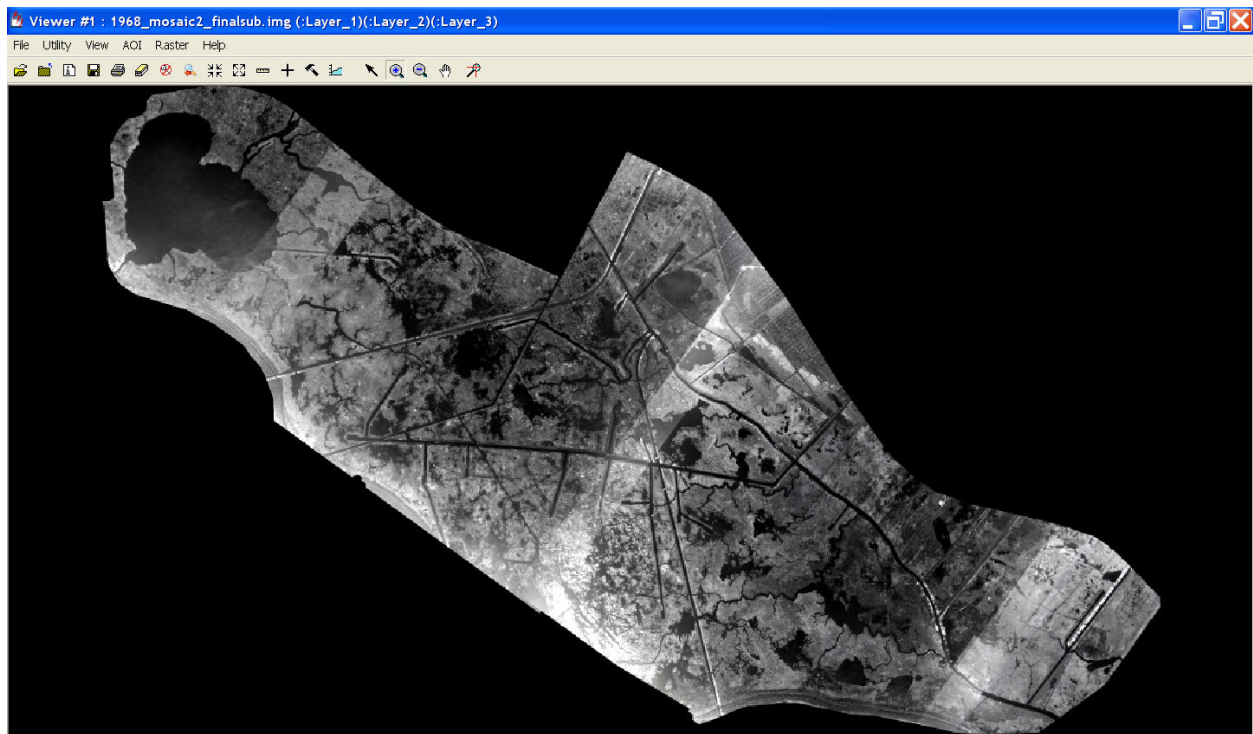 Viewer #1 : 1968_mosaic2_finalsub.img (:Layer_1)(:Layer_2)(:Layer_3)
File Utility View AOI Raster Help